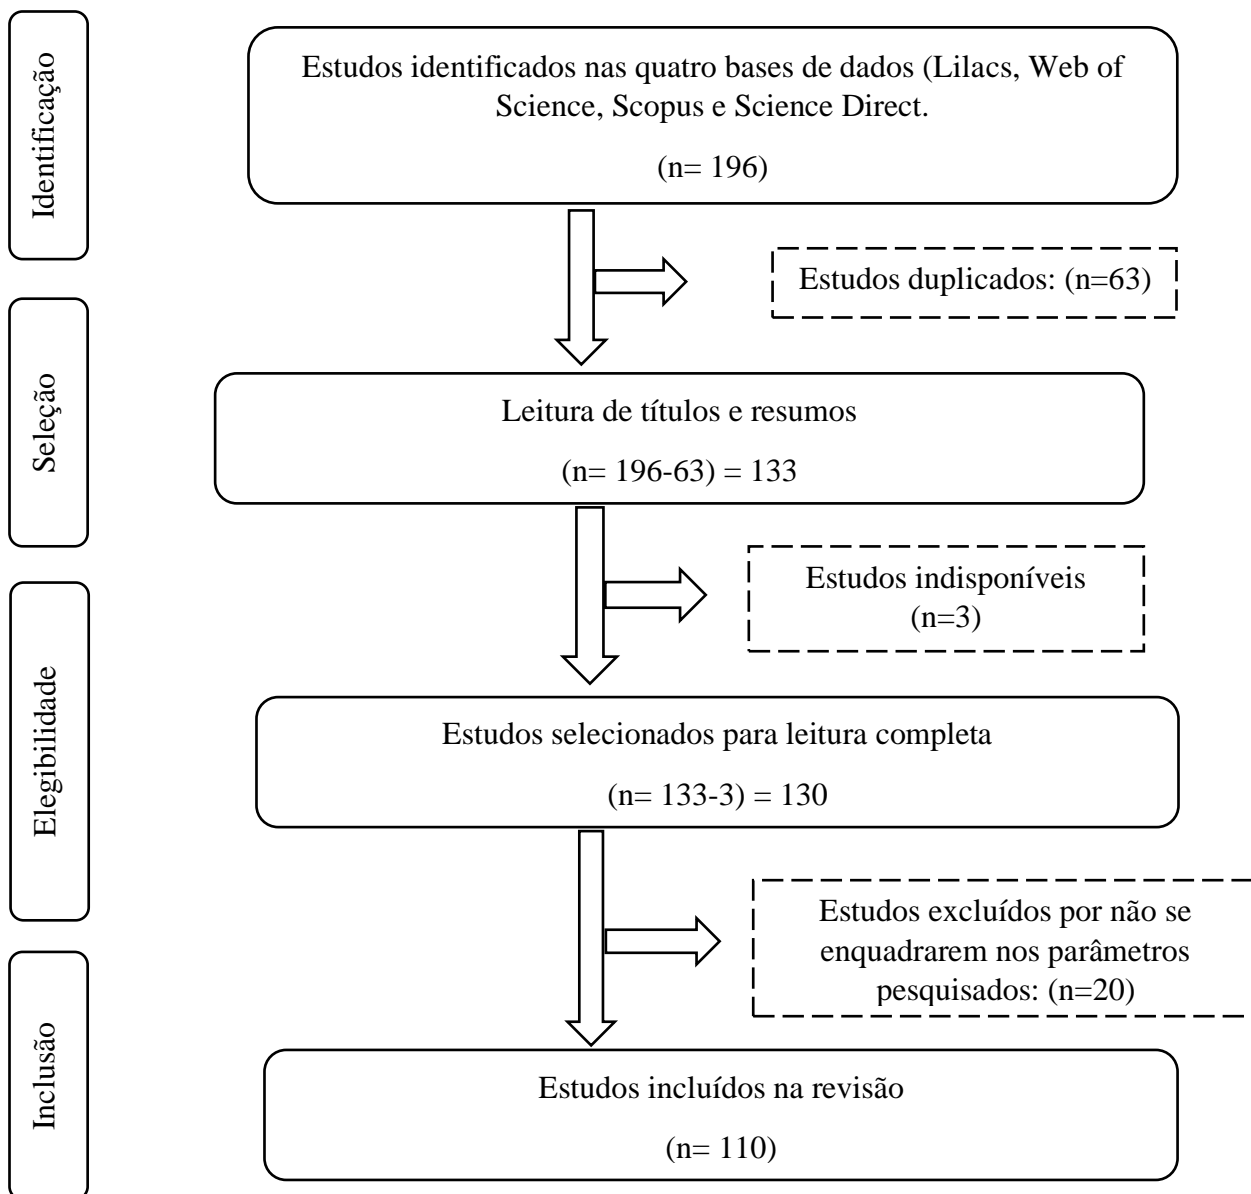 Identificação
Estudos identificados nas quatro bases de dados (Lilacs, Web of
Science, Scopus e Science Direct.
(n= 196)
Estudos duplicados: (n=63)
Seleção
Leitura de títulos e resumos
(n= 196-63) = 133
Estudos indisponíveis
(n=3)
Elegibilidade
Estudos selecionados para leitura completa
(n= 133-3) = 130
Estudos excluídos por não se
enquadrarem nos parâmetros
pesquisados: (n=20)
Inclusão
Estudos incluídos na revisão
(n= 110)